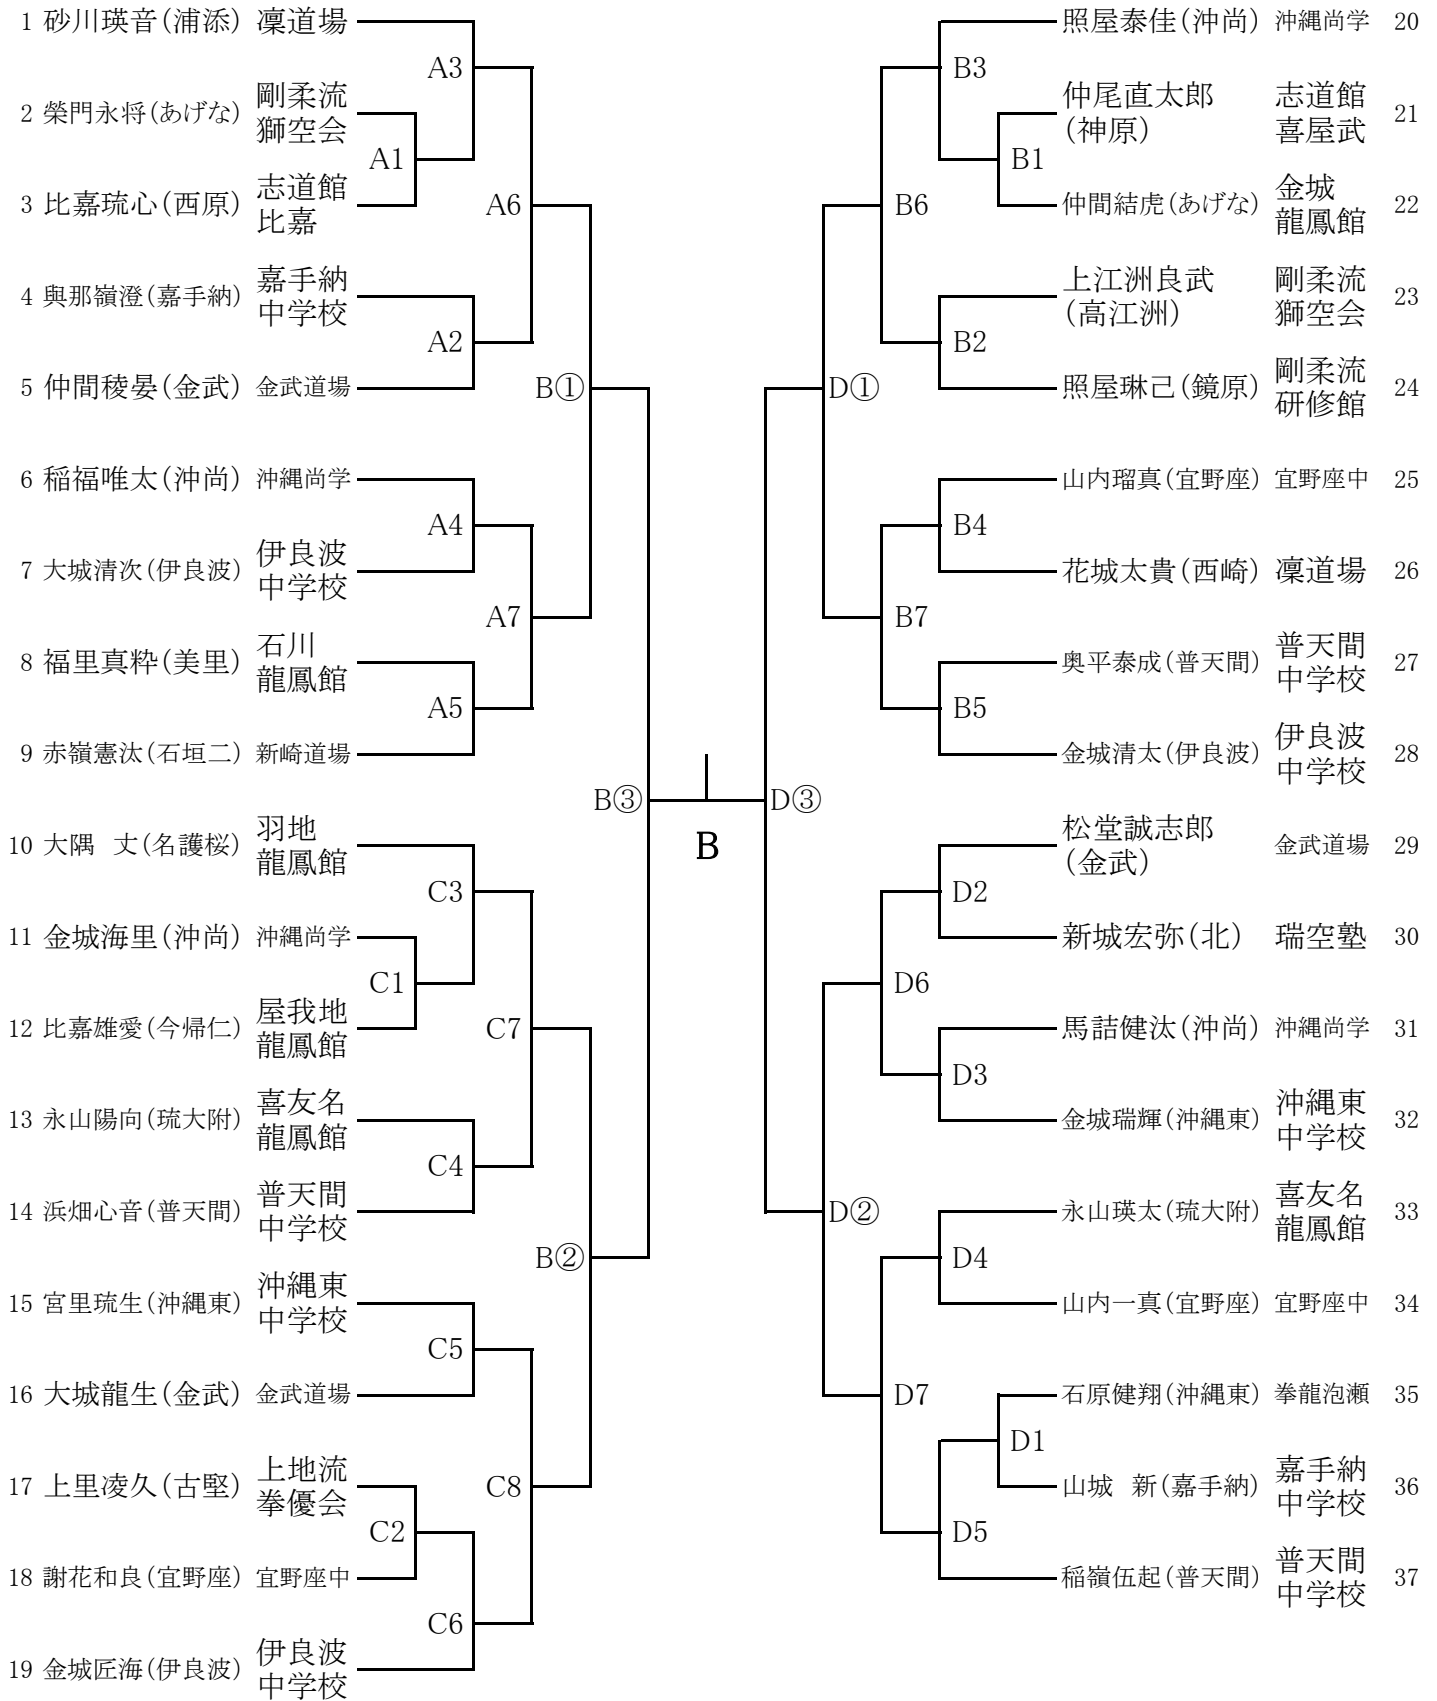 1 砂川瑛音(浦添) 凜道場
2 榮門永将(あげな) 剛柔流
獅空会
3 比嘉琉心(西原) 志道館
比嘉
4 與那嶺澄(嘉手納) 嘉手納
中学校
5 仲間稜晏(金武) 金武道場
6 稲福唯太(沖尚) 沖縄尚学
7 大城清次(伊良波) 伊良波
中学校
8 福里真粋(美里) 石川
龍鳳館
9 赤嶺憲汰(石垣二) 新崎道場
10 大隅 丈(名護桜) 羽地
龍鳳館
11 金城海里(沖尚) 沖縄尚学
12 比嘉雄愛(今帰仁) 屋我地
龍鳳館
13 永山陽向(琉大附) 喜友名
龍鳳館
14 浜畑心音(普天間) 普天間
中学校
15 宮里琉生(沖縄東) 沖縄東
中学校
16 大城龍生(金武) 金武道場
17 上里凌久(古堅) 上地流
拳優会
18 謝花和良(宜野座) 宜野座中
19 金城匠海(伊良波) 伊良波
中学校
A3
A1
A6
A2
B①
A4
A7
A5
B③
C3
C1
C7
C4
B②
C5
C8
C2
C6
B
B3
B1
B6
B2
D①
B4
B7
B5
D③
D2
D6
D3
D②
D4
D7
D1
D5
照屋泰佳(沖尚) 沖縄尚学 20
仲尾直太郎
(神原) 志道館
喜屋武 21
仲間結虎(あげな) 金城
龍鳳館 22
上江洲良武
(高江洲) 剛柔流
獅空会 23
照屋琳己(鏡原) 剛柔流
研修館 24
山内瑠真(宜野座) 宜野座中 25
花城太貴(西崎) 凜道場 26
奥平泰成(普天間) 普天間
中学校 27
金城清太(伊良波) 伊良波
中学校 28
松堂誠志郎
(金武) 金武道場 29
新城宏弥(北) 瑞空塾 30
馬詰健汰(沖尚) 沖縄尚学 31
金城瑞輝(沖縄東) 沖縄東
中学校 32
永山瑛太(琉大附) 喜友名
龍鳳館 33
山内一真(宜野座) 宜野座中 34
石原健翔(沖縄東) 拳龍泡瀬 35
山城 新(嘉手納) 嘉手納
中学校 36
稲嶺伍起(普天間) 普天間
中学校 37